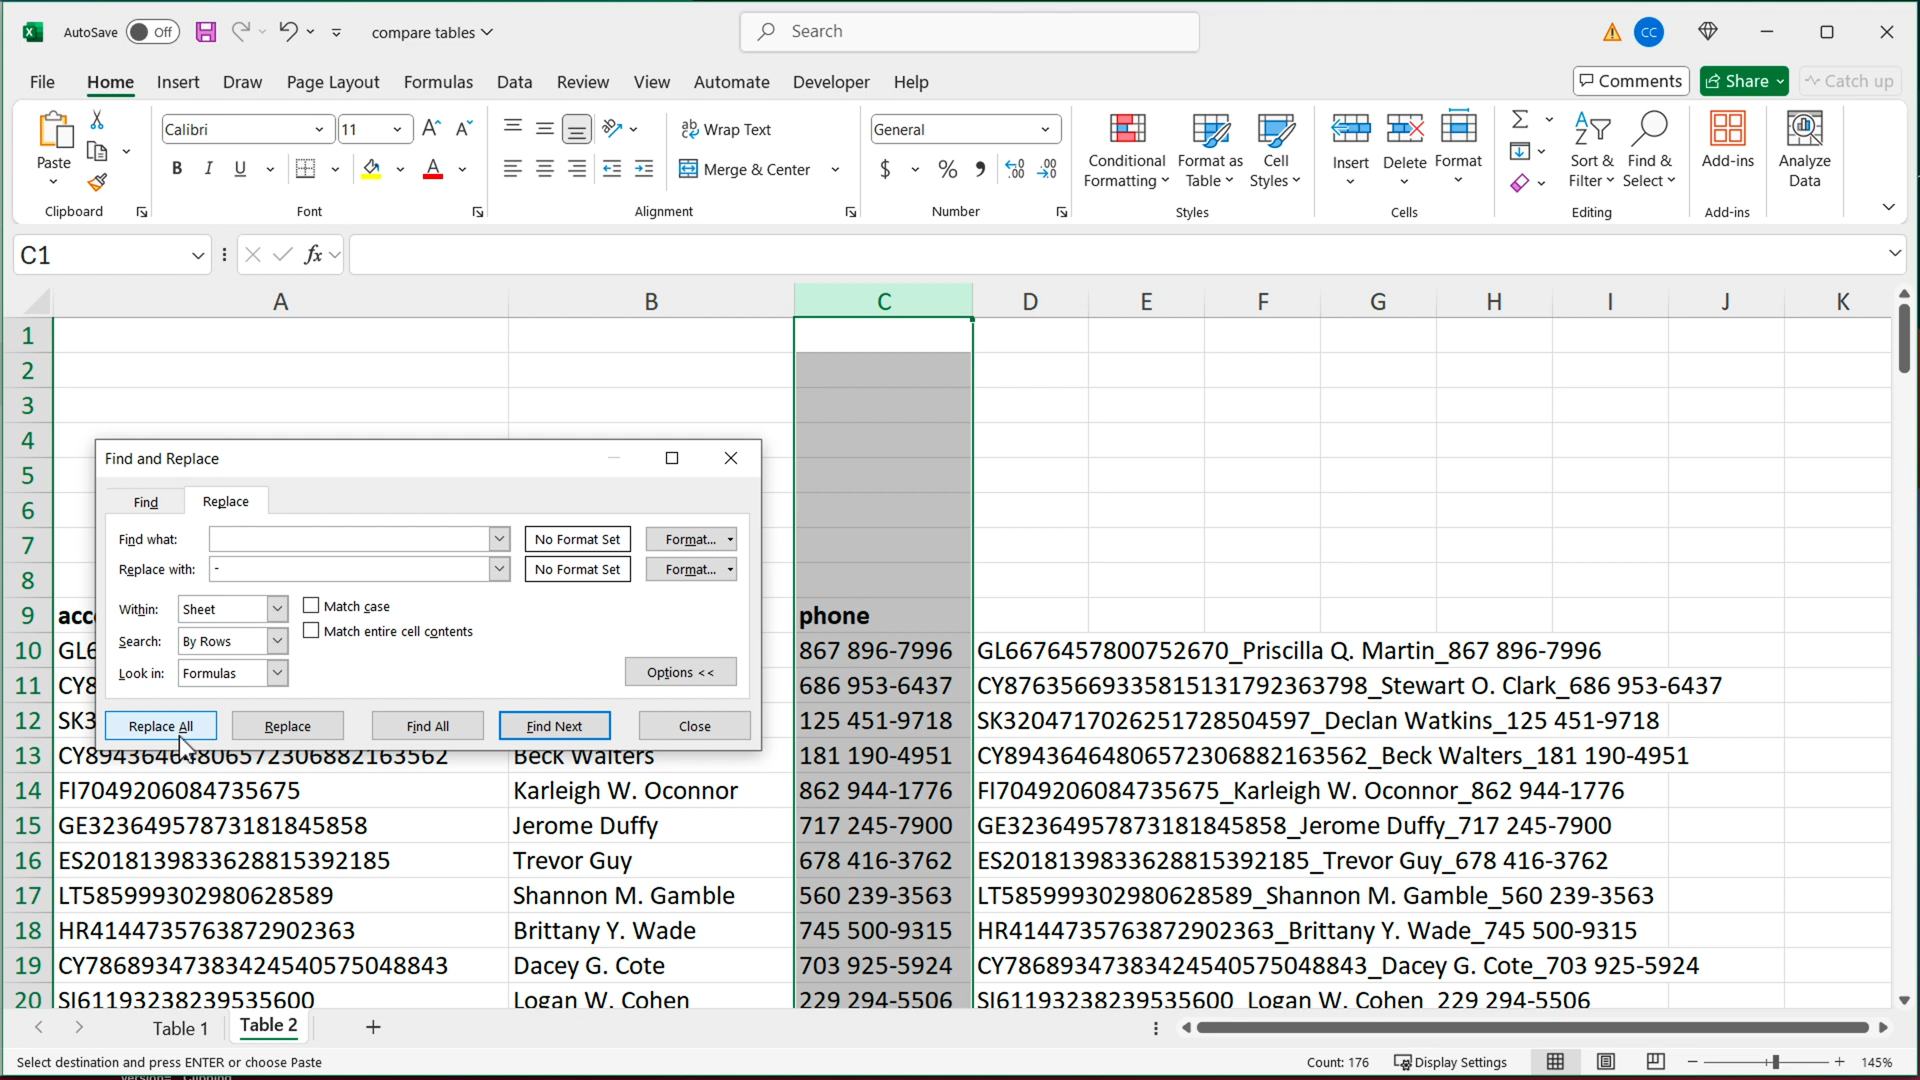 AutoSave Off compare tables Search CC
File Home Insert Draw Page Layout Formulas Data Review View Automate Developer Help Comments Share Catch up
Calibri 11 Wrap Text General
Paste B I U A Merge & Center $ % Conditional Formatting Format as Table Cell Styles Insert Delete Format Sort & Filter Find & Select Add-ins Analyze Data
Clipboard Font Alignment Number Styles Cells Editing Add-ins
C1 fx
A B C D E F G H I J K
1
2
3
4
5
6
7
8
Find and Replace
Find Replace
Find what: No Format Set Format...
Replace with: - No Format Set Format...
Within: Sheet Match case
Search: By Rows Match entire cell contents
Look in: Formulas Options <<
Replace All Replace Find All Find Next Close
9 acc phone
10 GL6 867 896-7996 GL6676457800752670_Priscilla Q. Martin_867 896-7996
11 CY8 686 953-6437 CY87635669335815131792363798_Stewart O. Clark_686 953-6437
12 SK3 125 451-9718 SK3204717026251728504597_Declan Watkins_125 451-9718
13 CY89436464806572306882163562 Beck Walters 181 190-4951 CY89436464806572306882163562_Beck Walters_181 190-4951
14 FI7049206084735675 Karleigh W. Oconnor 862 944-1776 FI7049206084735675_Karleigh W. Oconnor_862 944-1776
15 GE32364957873181845858 Jerome Duffy 717 245-7900 GE32364957873181845858_Jerome Duffy_717 245-7900
16 ES2018139833628815392185 Trevor Guy 678 416-3762 ES2018139833628815392185_Trevor Guy_678 416-3762
17 LT585999302980628589 Shannon M. Gamble 560 239-3563 LT585999302980628589_Shannon M. Gamble_560 239-3563
18 HR4144735763872902363 Brittany Y. Wade 745 500-9315 HR4144735763872902363_Brittany Y. Wade_745 500-9315
19 CY78689347383424540575048843 Dacey G. Cote 703 925-5924 CY78689347383424540575048843_Dacey G. Cote_703 925-5924
20 SI61193238239535600 Logan W. Cohen 229 294-5506 SI61193238239535600_Logan W. Cohen_229 294-5506
Table 1 Table 2
Select destination and press ENTER or choose Paste Count: 176 Display Settings 145%